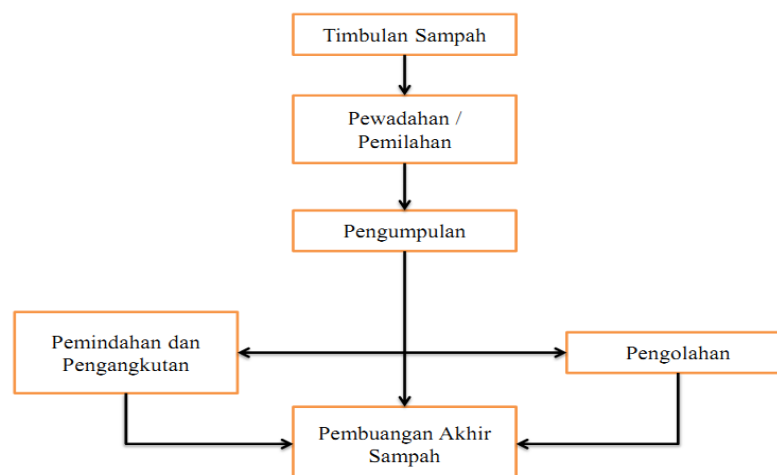 Timbulan Sampah
Pewadahan /
Pemilahan
Pengumpulan
Pemindahan dan
Pengangkutan
Pengolahan
Pembuangan Akhir
Sampah